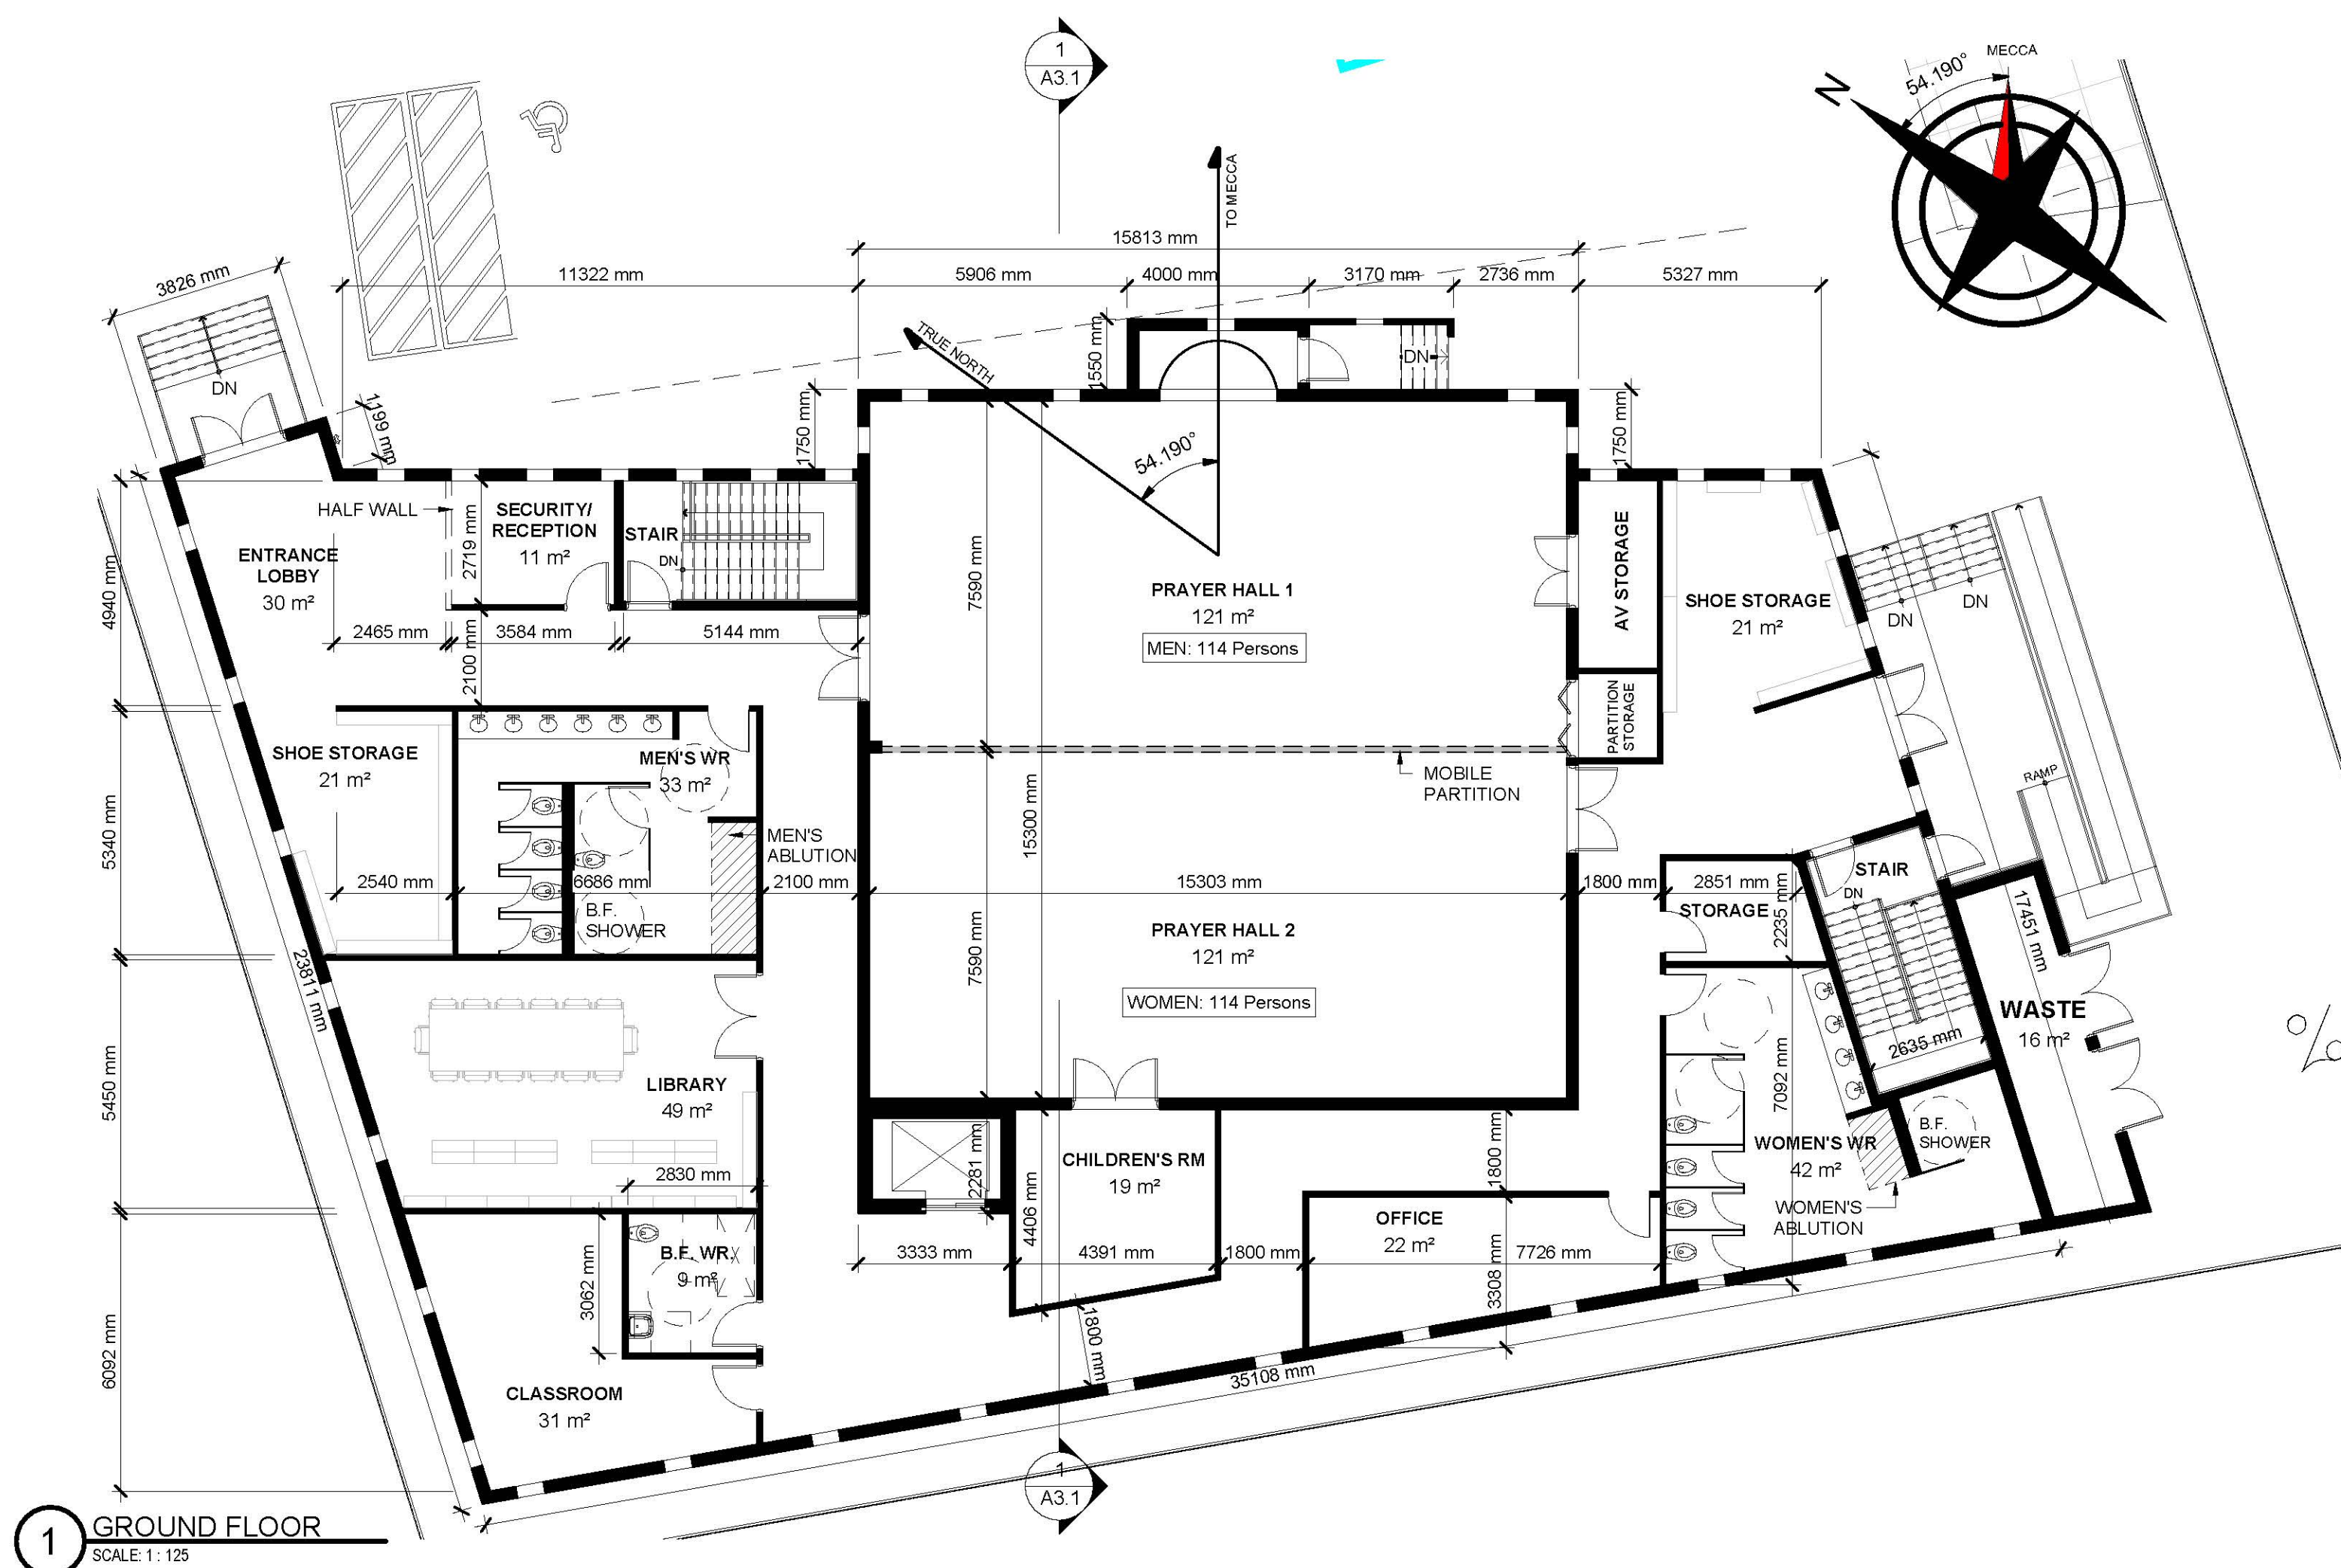 1
A3.1
MECCA
54.190°
N
TO MECCA
15813 mm
3826 mm
11322 mm
5906 mm
4000 mm
3170 mm
2736 mm
5327 mm
TRUE NORTH
1550 mm
DN
DN
1199 mm
1750 mm
1750 mm
54.190°
HALF WALL
SECURITY/
RECEPTION
11 m²
STAIR
DN
2719 mm
ENTRANCE
LOBBY
30 m²
4940 mm
7590 mm
PRAYER HALL 1
121 m²
MEN: 114 Persons
AV STORAGE
SHOE STORAGE
21 m²
DN
DN
2465 mm
3584 mm
5144 mm
2100 mm
PARTITION
STORAGE
SHOE STORAGE
21 m²
MEN'S WR
33 m²
MOBILE
PARTITION
RAMP
5340 mm
MEN'S
ABLUTION
15300 mm
STAIR
DN
2540 mm
6686 mm
2100 mm
15303 mm
1800 mm
2851 mm
B.F.
SHOWER
STORAGE
2235 mm
17451 mm
PRAYER HALL 2
121 m²
WOMEN: 114 Persons
7590 mm
23811 mm
WASTE
16 m²
2635 mm
5450 mm
LIBRARY
49 m²
7092 mm
2830 mm
2281 mm
CHILDREN'S RM
19 m²
1800 mm
WOMEN'S WR
42 m²
B.F.
SHOWER
4406 mm
OFFICE
22 m²
WOMEN'S
ABLUTION
B.F. WR.
9 m²
3333 mm
4391 mm
1800 mm
7726 mm
3062 mm
3308 mm
1800 mm
6092 mm
35108 mm
CLASSROOM
31 m²
1
A3.1
1
GROUND FLOOR
SCALE: 1 : 125